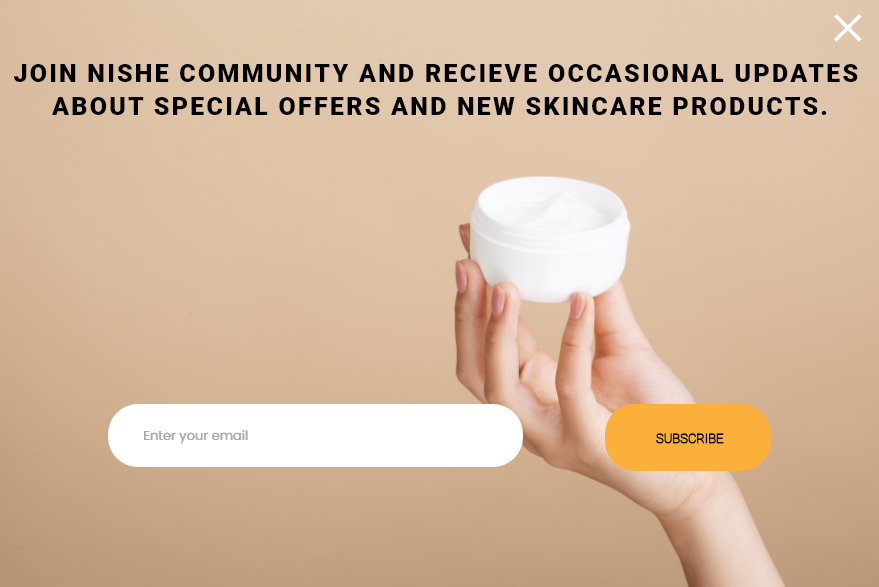 JOIN NISHE COMMUNITY AND RECIEVE OCCASIONAL UPDATES
ABOUT SPECIAL OFFERS AND NEW SKINCARE PRODUCTS.
Enter your email
SUBSCRIBE